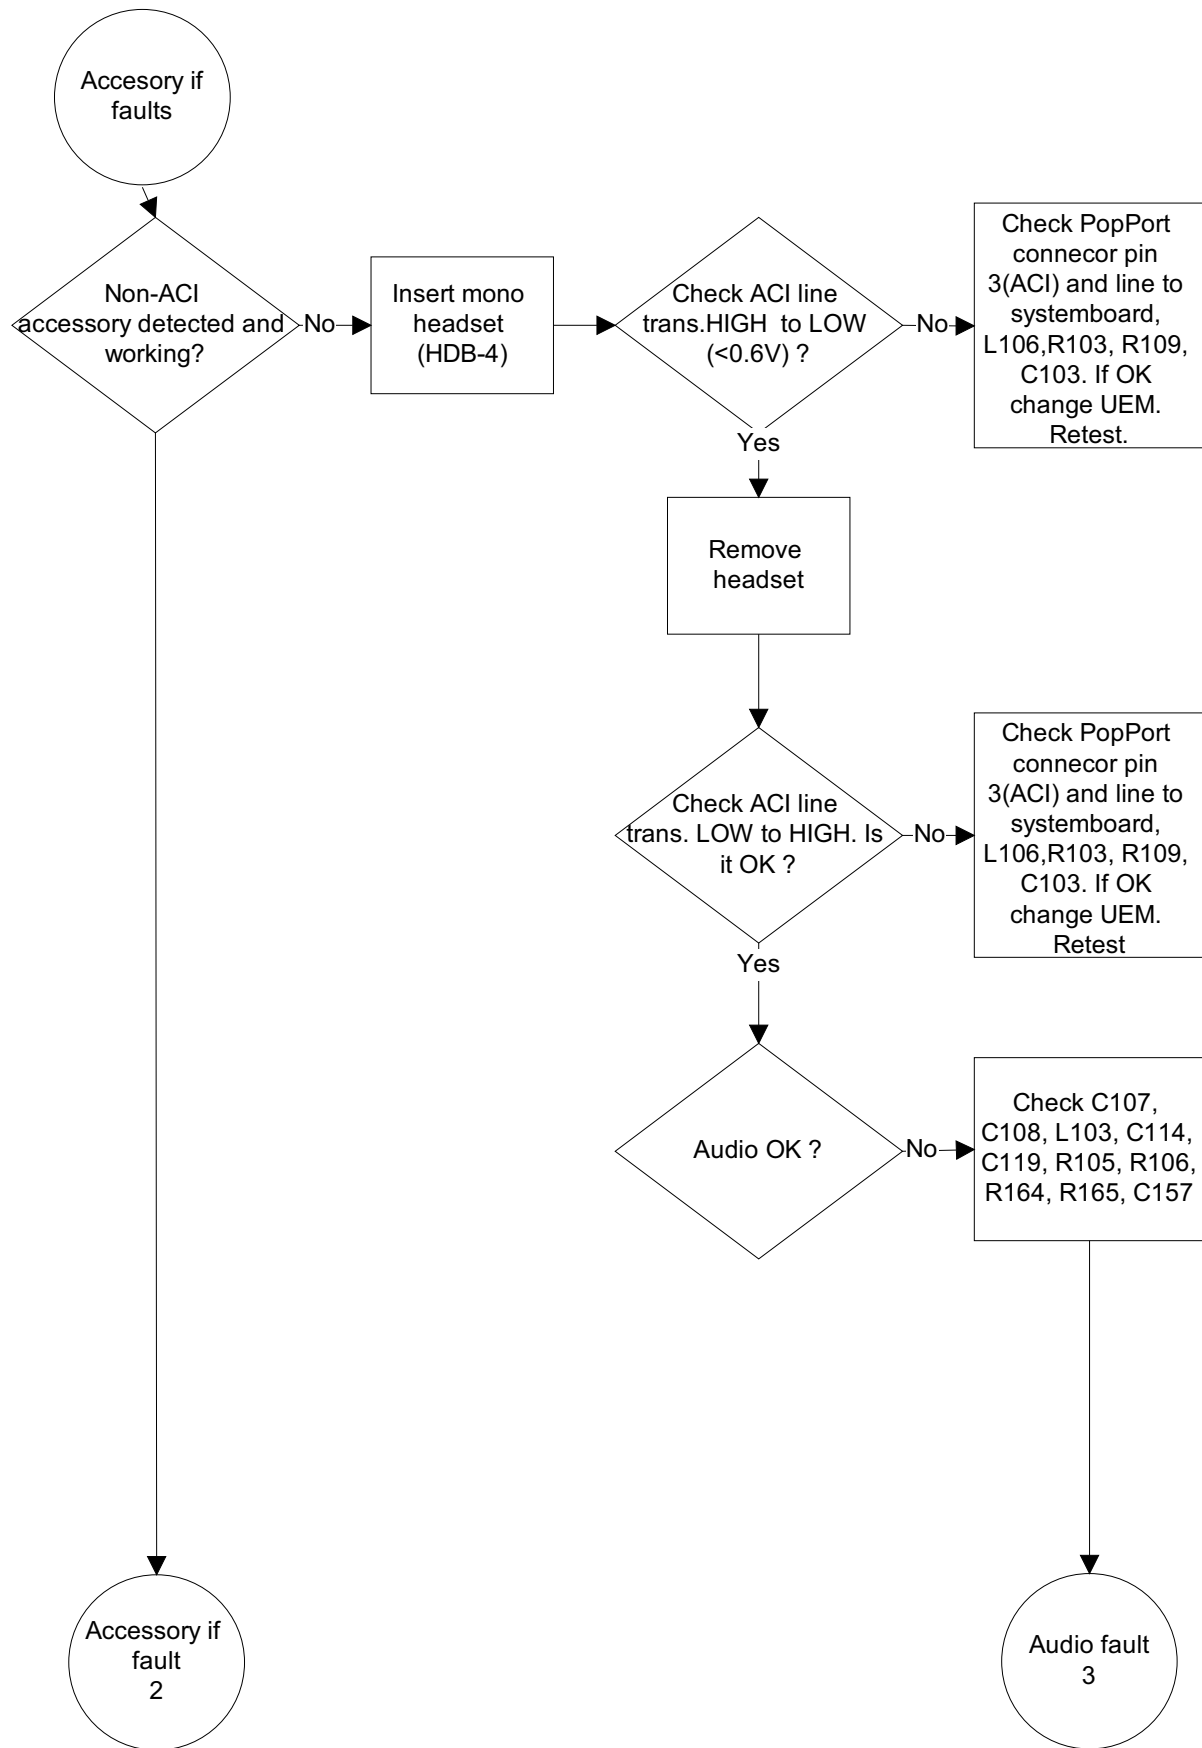 Accesory if
faults
Non-ACI
accessory detected and
working?
No
Insert mono
headset
(HDB-4)
Check ACI line
trans.HIGH  to LOW
(<0.6V) ?
No
Check PopPort
connecor pin
3(ACI) and line to
systemboard,
L106,R103, R109,
C103. If OK
change UEM.
Retest.
Yes
Remove
headset
Check ACI line
trans. LOW to HIGH. Is
it OK ?
No
Check PopPort
connecor pin
3(ACI) and line to
systemboard,
L106,R103, R109,
C103. If OK
change UEM.
Retest
Yes
Audio OK ?
No
Check C107,
C108, L103, C114,
C119, R105, R106,
R164, R165, C157
Accessory if
fault
2
Audio fault
3